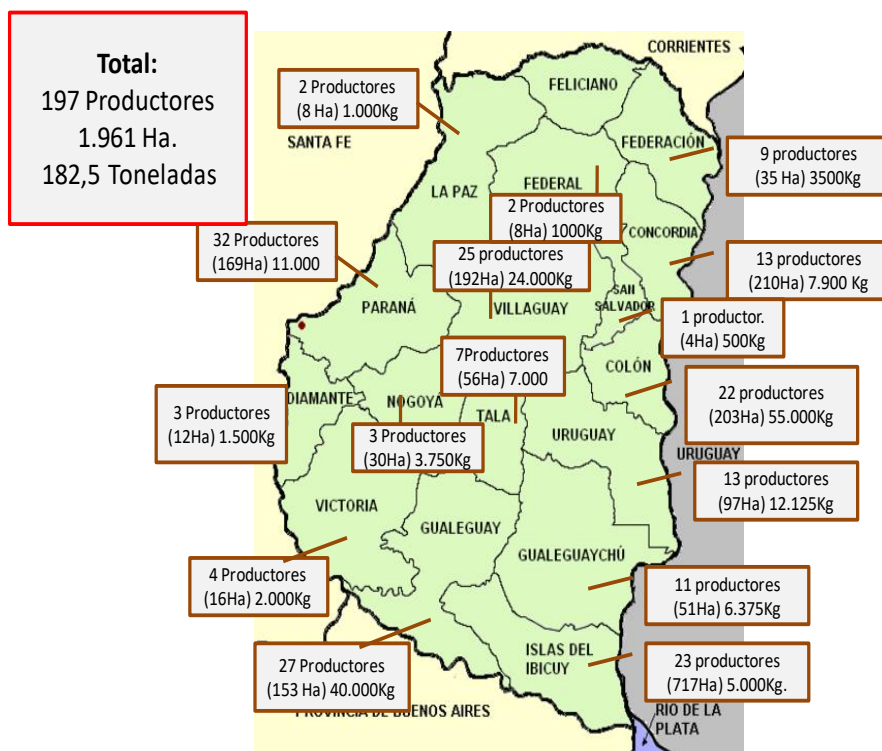 Total:
197 Productores
1.961 Ha.
182,5 Toneladas
CORRIENTES
2 Productores
(8 Ha) 1.000Kg
FELICIANO
SANTA FE
FEDERACIÓN
9 productores
(35 Ha) 3500Kg
LA PAZ
FEDERAL
2 Productores
(8Ha) 1000Kg
CONCORDIA
32 Productores
(169Ha) 11.000
25 productores
(192Ha) 24.000Kg
13 productores
(210Ha) 7.900 Kg
SAN
SALVADOR
PARANÁ
VILLAGUAY
1 productor.
(4Ha) 500Kg
7Productores
(56Ha) 7.000
COLÓN
DIAMANTE
NOGOYÁ
TALA
22 productores
(203Ha) 55.000Kg
3 Productores
(12Ha) 1.500Kg
3 Productores
(30Ha) 3.750Kg
URUGUAY
URUGUAY
13 productores
(97Ha) 12.125Kg
VICTORIA
GUALEGUAY
GUALEGUAYCHÚ
4 Productores
(16Ha) 2.000Kg
11 productores
(51Ha) 6.375Kg
27 Productores
(153 Ha) 40.000Kg
ISLAS DEL
IBICUY
23 productores
(717Ha) 5.000Kg.
PROVINCIA DE BUENOS AIRES
RIO DE LA
PLATA